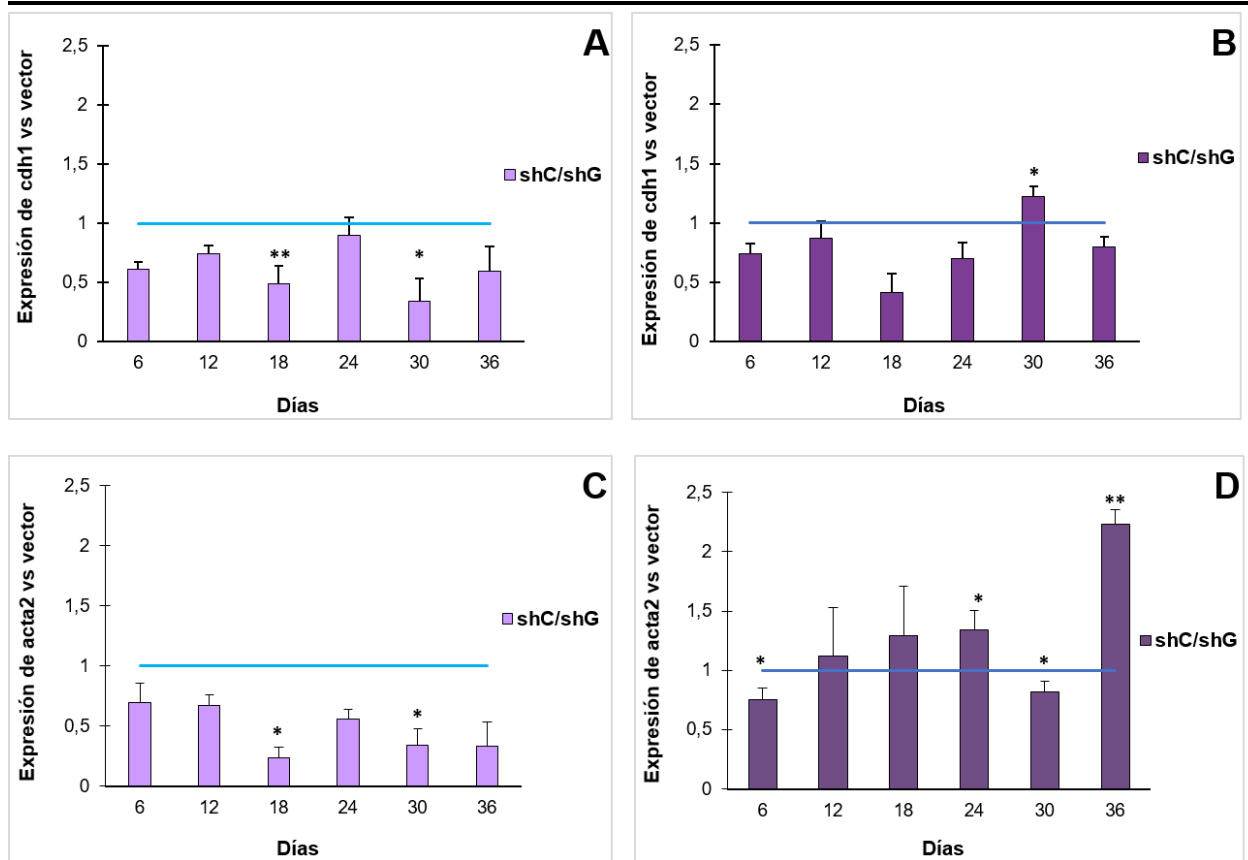 A
Expresión de cdh1 vs vector
2,5
2
1,5
1
0,5
0
** *
6 12 18 24 30 36
Días
shC/shG
B
Expresión de cdh1 vs vector
2,5
2
1,5
1
0,5
0
*
6 12 18 24 30 36
Días
shC/shG
C
Expresión de acta2 vs vector
2,5
2
1,5
1
0,5
0
* *
6 12 18 24 30 36
Días
shC/shG
D
Expresión de acta2 vs vector
2,5
2
1,5
1
0,5
0
* * * **
6 12 18 24 30 36
Días
shC/shG